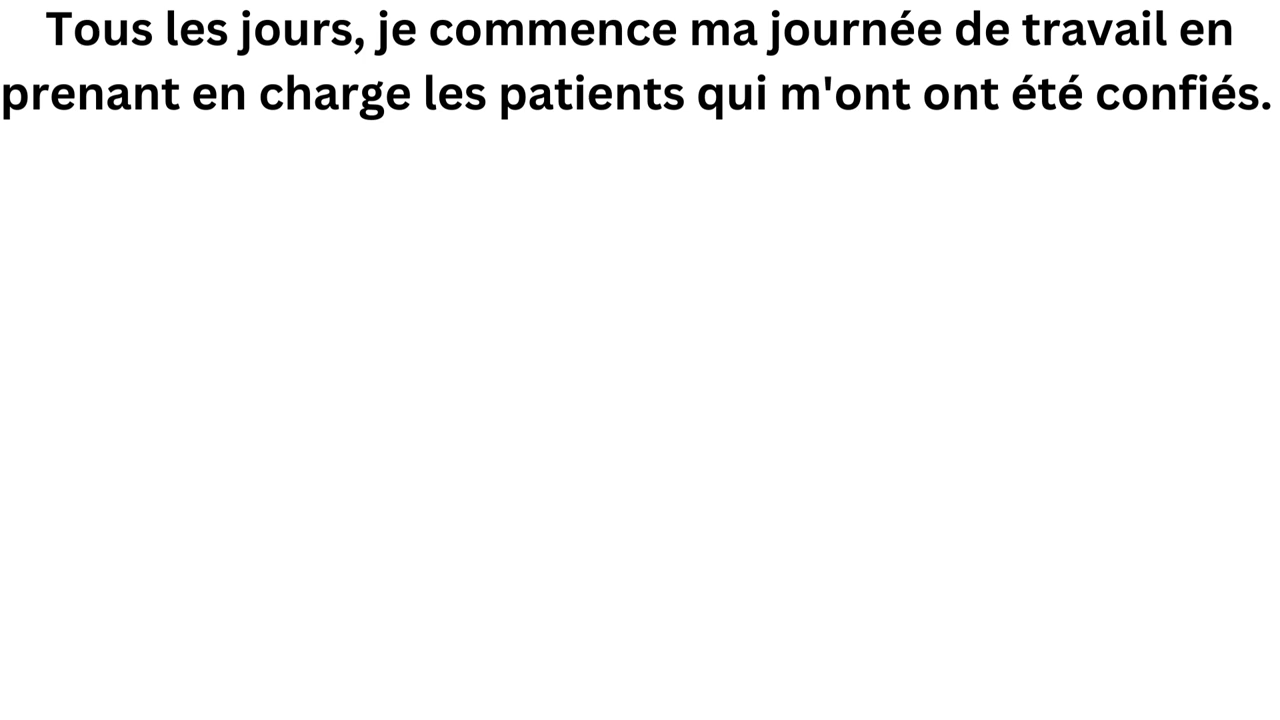 Tous les jours, je commence ma journée de travail en
prenant en charge les patients qui m'ont ont été confiés.